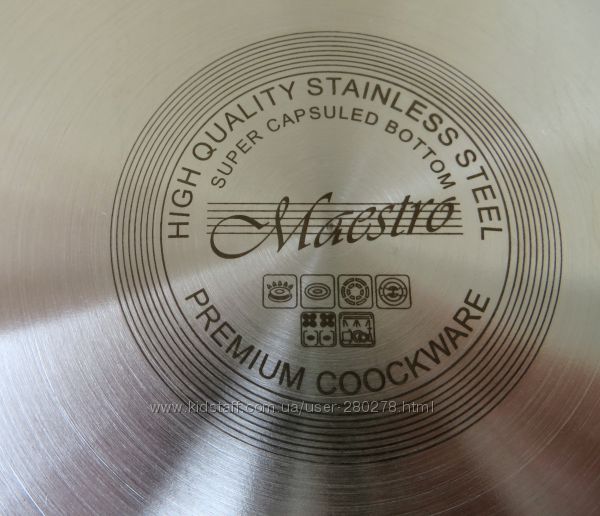 HIGH QUALITY STAINLESS STEEL
SUPER CAPSULED BOTTOM
Maestro
PREMIUM COOCKWARE
www.kidstaff.com.ua/user-280278.html